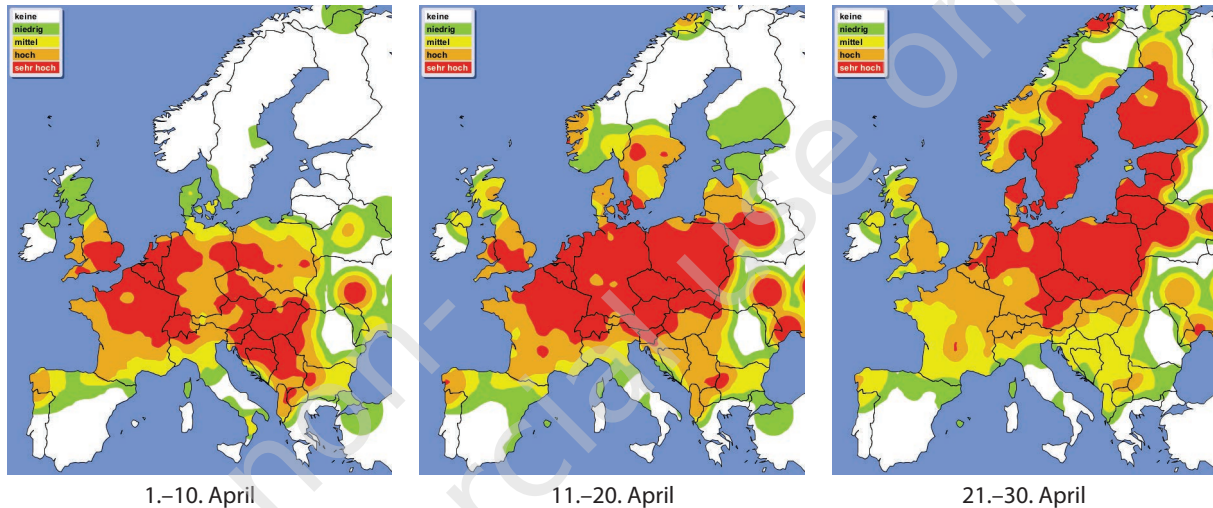 keine
niedrig
mittel
hoch
sehr hoch
keine
niedrig
mittel
hoch
sehr hoch
keine
niedrig
mittel
hoch
sehr hoch
1.–10. April
11.–20. April
21.–30. April